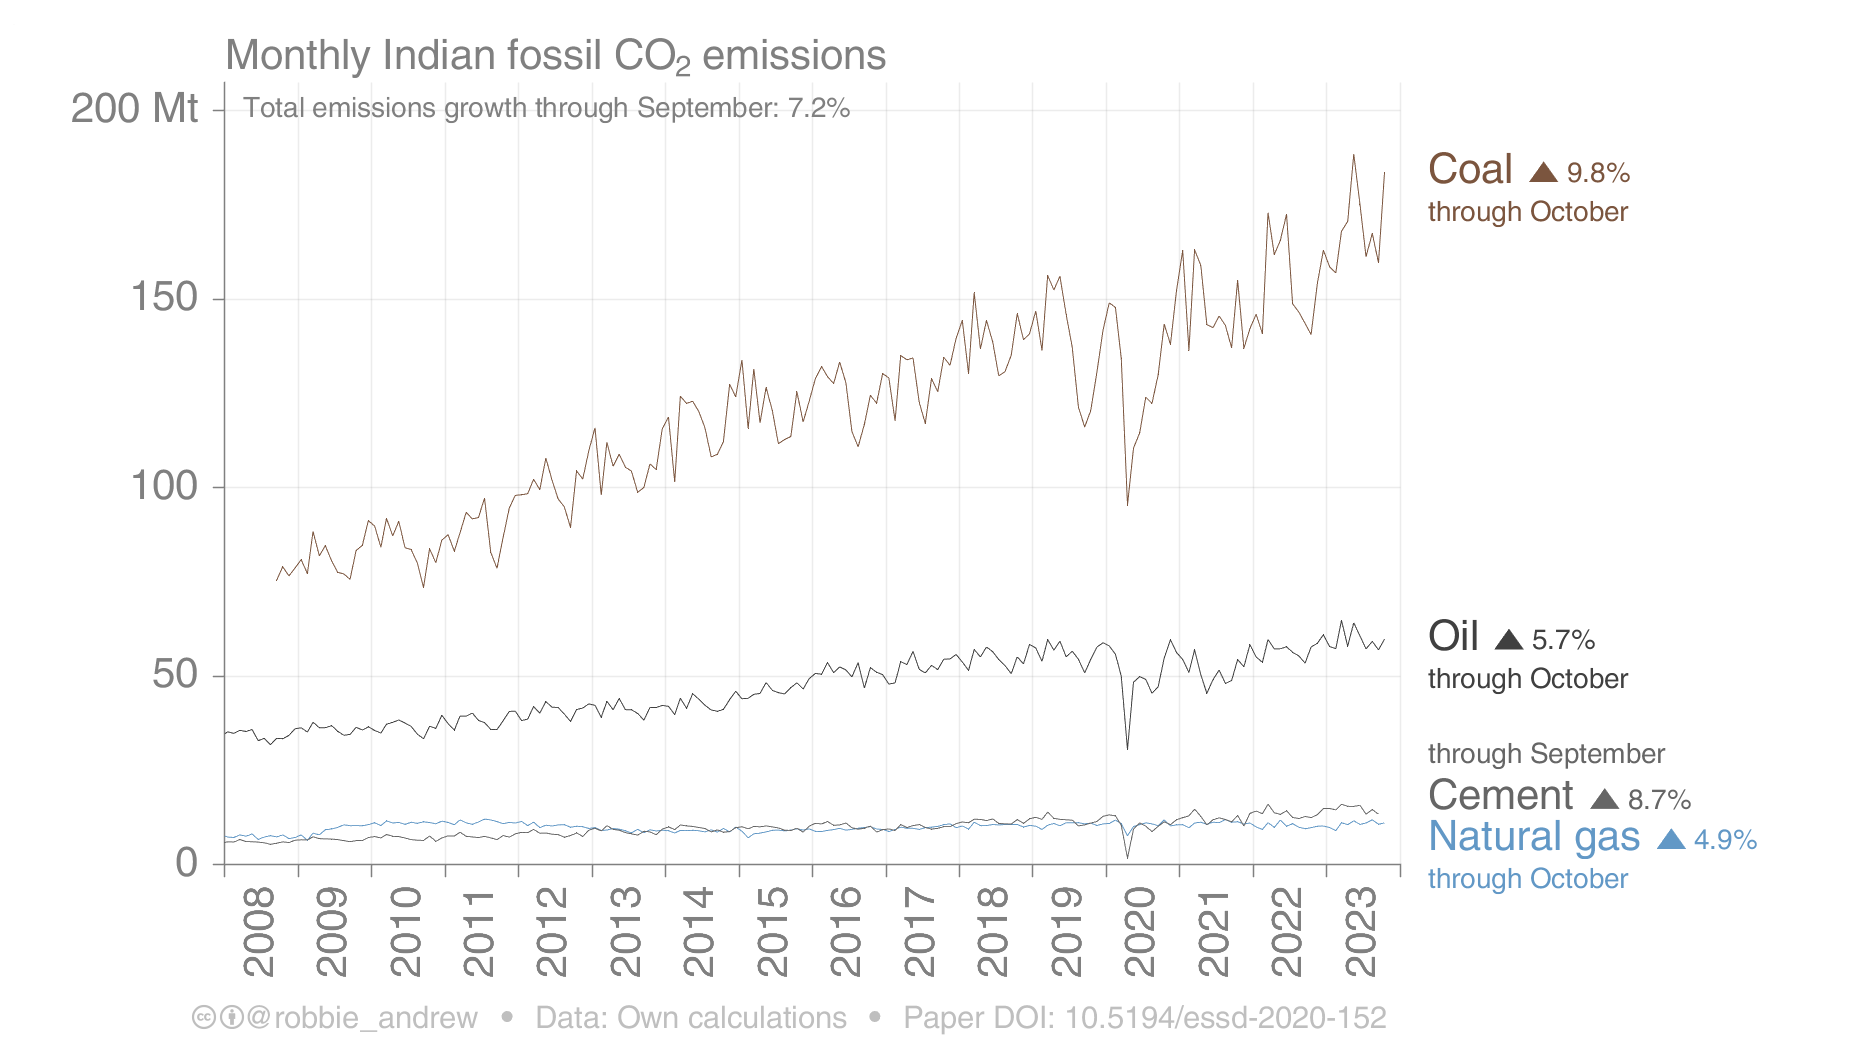 Monthly Indian fossil CO₂ emissions
Total emissions growth through September: 7.2%
200 Mt
150
100
50
0
Coal ▲ 9.8%
through October
Oil ▲ 5.7%
through October
through September
Cement ▲ 8.7%
Natural gas ▲ 4.9%
through October
2008 2009 2010 2011 2012 2013 2014 2015 2016 2017 2018 2019 2020 2021 2022 2023
cc @robbie_andrew • Data: Own calculations • Paper DOI: 10.5194/essd-2020-152